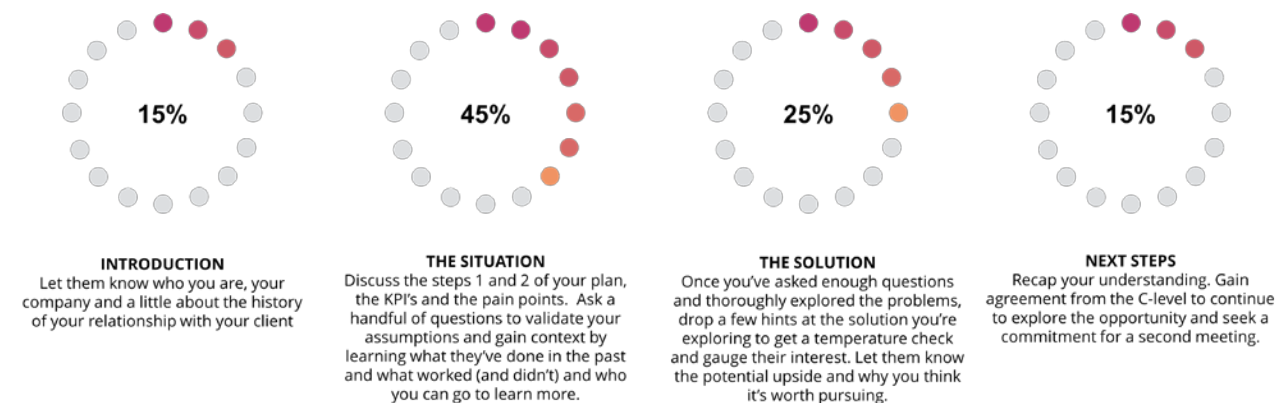 15%
INTRODUCTION
Let them know who you are, your
company and a little about the history
of your relationship with your client
45%
THE SITUATION
Discuss the steps 1 and 2 of your plan,
the KPI's and the pain points. Ask a
handful of questions to validate your
assumptions and gain context by
learning what they've done in the past
and what worked (and didn't) and who
you can go to learn more.
25%
THE SOLUTION
Once you've asked enough questions
and thoroughly explored the problems,
drop a few hints at the solution you're
exploring to get a temperature check
and gauge their interest. Let them know
the potential upside and why you think
it's worth pursuing.
15%
NEXT STEPS
Recap your understanding. Gain
agreement from the C-level to continue
to explore the opportunity and seek a
commitment for a second meeting.